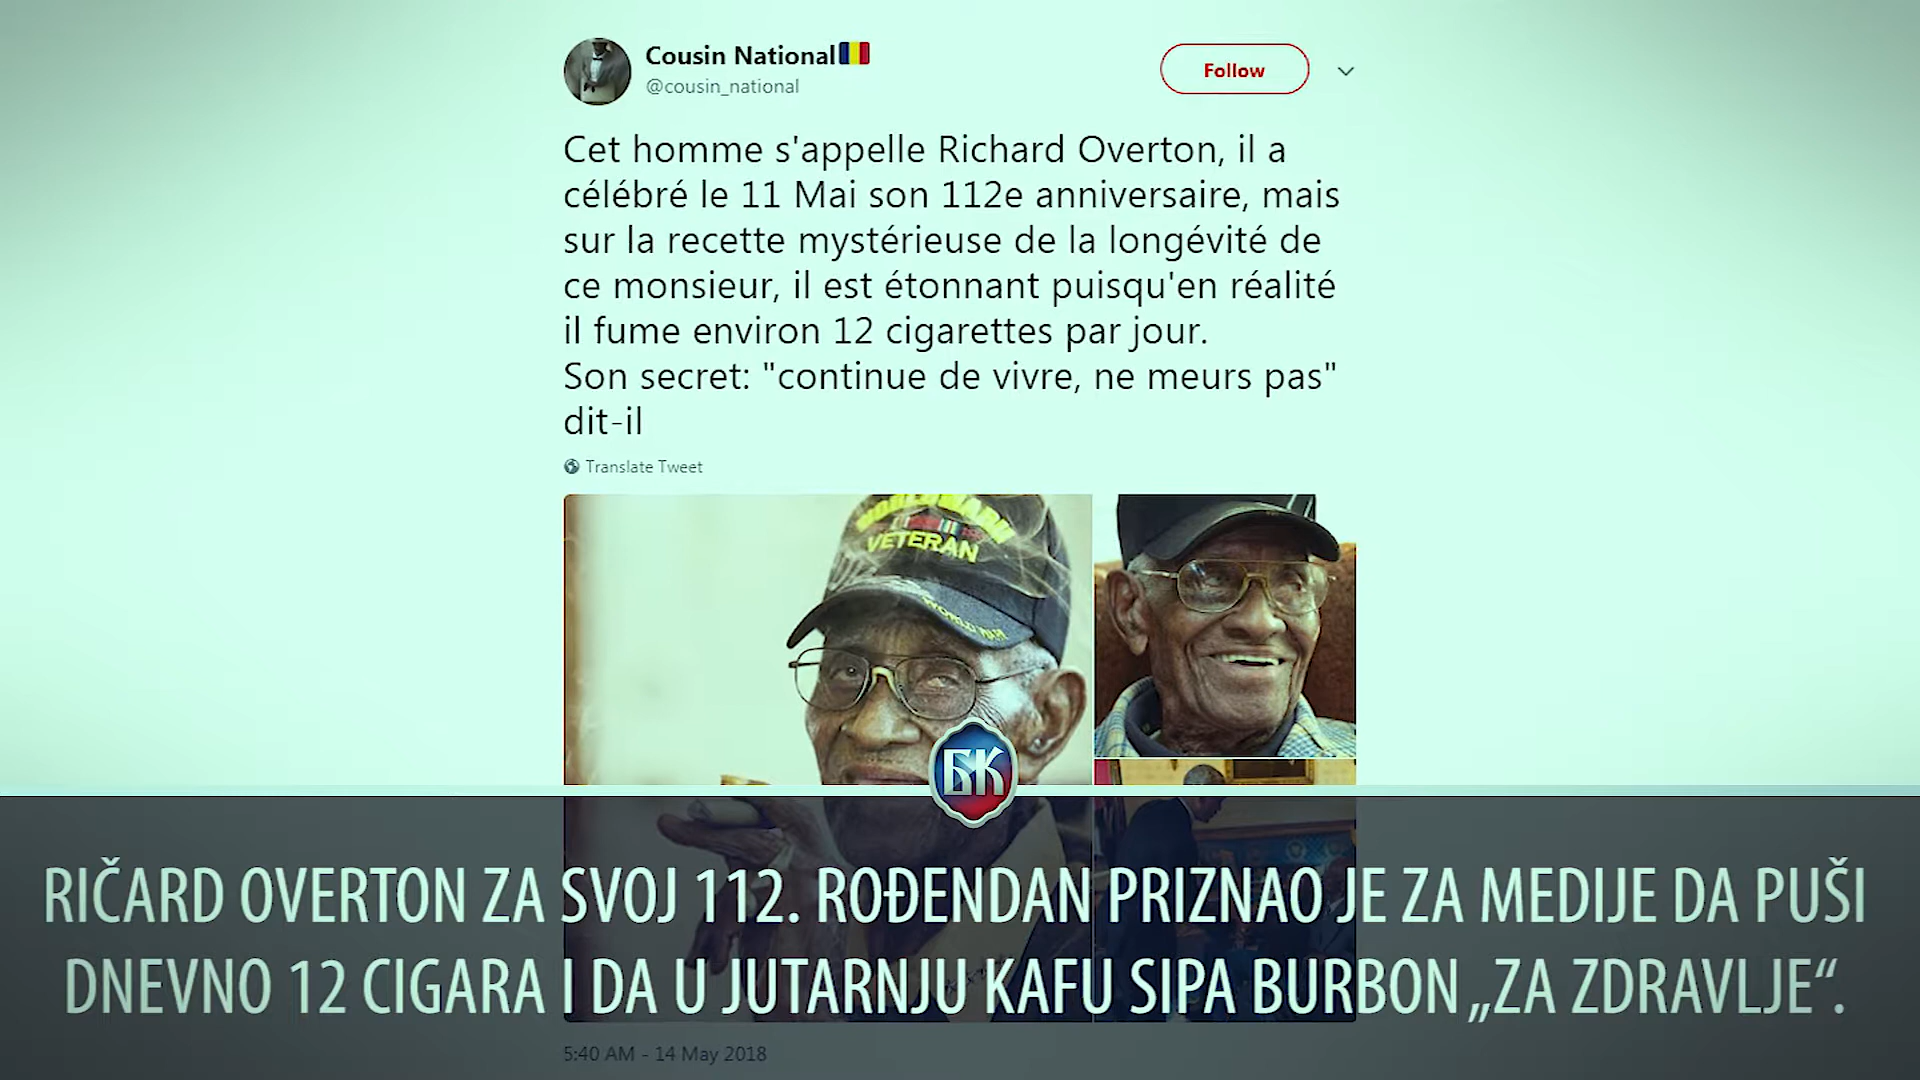 Cousin National
@cousin_national
Follow
Cet homme s'appelle Richard Overton, il a
célébré le 11 Mai son 112e anniversaire, mais
sur la recette mystérieuse de la longévité de
ce monsieur, il est étonnant puisqu'en réalité
il fume environ 12 cigarettes par jour.
Son secret: "continue de vivre, ne meurs pas"
dit-il
Translate Tweet
VETERAN
WORLD WAR
БК
RIČARD OVERTON ZA SVOJ 112. ROĐENDAN PRIZNAO JE ZA MEDIJE DA PUŠI
DNEVNO 12 CIGARA I DA U JUTARNJU KAFU SIPA BURBON „ZA ZDRAVLJE“.
5:40 AM - 14 May 2018